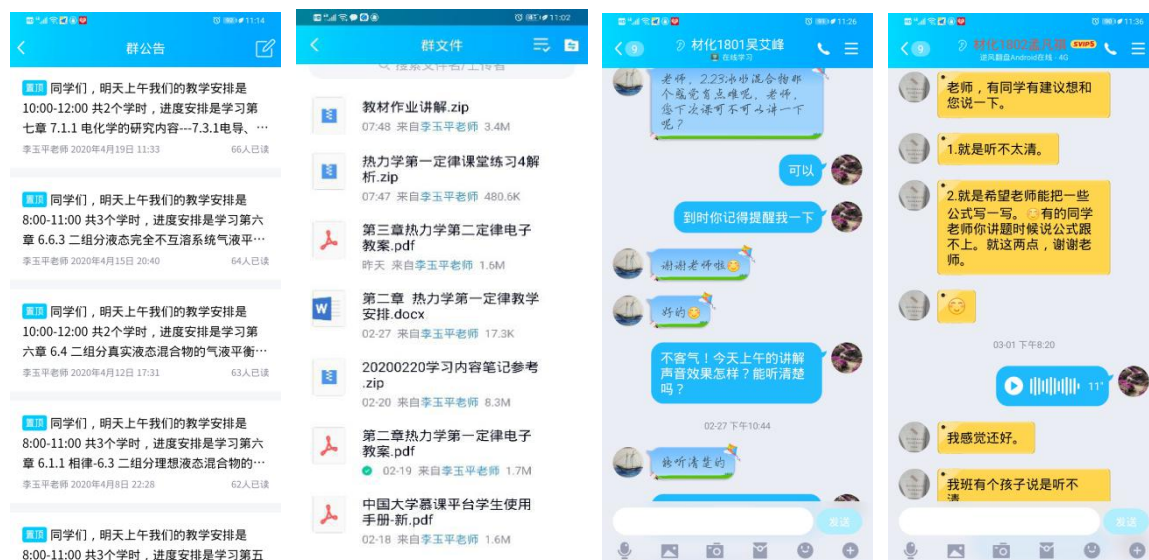 11:14
群公告
置顶 同学们，明天上午我们的教学安排是
10:00-12:00 共2个学时，进度安排是学习第
七章 7.1.1 电化学的研究内容---7.3.1电导、…
李玉平老师 2020年4月19日 11:33 66人已读
置顶 同学们，明天上午我们的教学安排是
8:00-11:00 共3个学时，进度安排是学习第六
章 6.6.3 二组分液态完全不互溶系统气液平…
李玉平老师 2020年4月15日 20:40 64人已读
置顶 同学们，明天上午我们的教学安排是
10:00-12:00 共2个学时，进度安排是学习第
六章 6.4 二组分真实液态混合物的气液平衡…
李玉平老师 2020年4月12日 17:31 63人已读
置顶 同学们，明天上午我们的教学安排是
8:00-11:00 共3个学时，进度安排是学习第六
章 6.1.1 相律-6.3 二组分理想液态混合物的…
李玉平老师 2020年4月8日 22:28 62人已读
置顶 同学们，明天上午我们的教学安排是
8:00-11:00 共3个学时，进度安排是学习第五
11:02
群文件
搜索文件名/上传者
教材作业讲解.zip
07:48 来自李玉平老师 3.4M
热力学第一定律课堂练习4解
析.zip
07:47 来自李玉平老师 480.6K
第三章热力学第二定律电子
教案.pdf
昨天 来自李玉平老师 1.6M
第二章 热力学第一定律教学
安排.docx
02-27 来自李玉平老师 17.3K
20200220学习内容笔记参考
.zip
02-20 来自李玉平老师 8.3M
第二章热力学第一定律电子
教案.pdf
02-19 来自李玉平老师 1.7M
中国大学慕课平台学生使用
手册-新.pdf
02-18 来自李玉平老师 1.6M
11:26
9 材化1801吴艾峰
在线学习
老师，2.23冰水混合物那
个感觉有点难呢，老师，
您下次课可不可以讲一下
呢？
可以
到时你记得提醒我一下
谢谢老师啦
好的
不客气！今天上午的讲解
声音效果怎样？能听清楚
吗？
02-27 下午10:44
能听清楚的
发送
11:36
9 材化1802孟凡琪 SVIP5
逆风翻盘Android在线 - 4G
老师，有同学有建议想和
您说一下。
1.就是听不太清。
2.就是希望老师能把一些
公式写一写。有的同学
老师你讲题时候说公式跟
不上。就这两点，谢谢老
师。
03-01 下午8:20
11"
我感觉还好。
我班有个孩子说是听不
清
发送